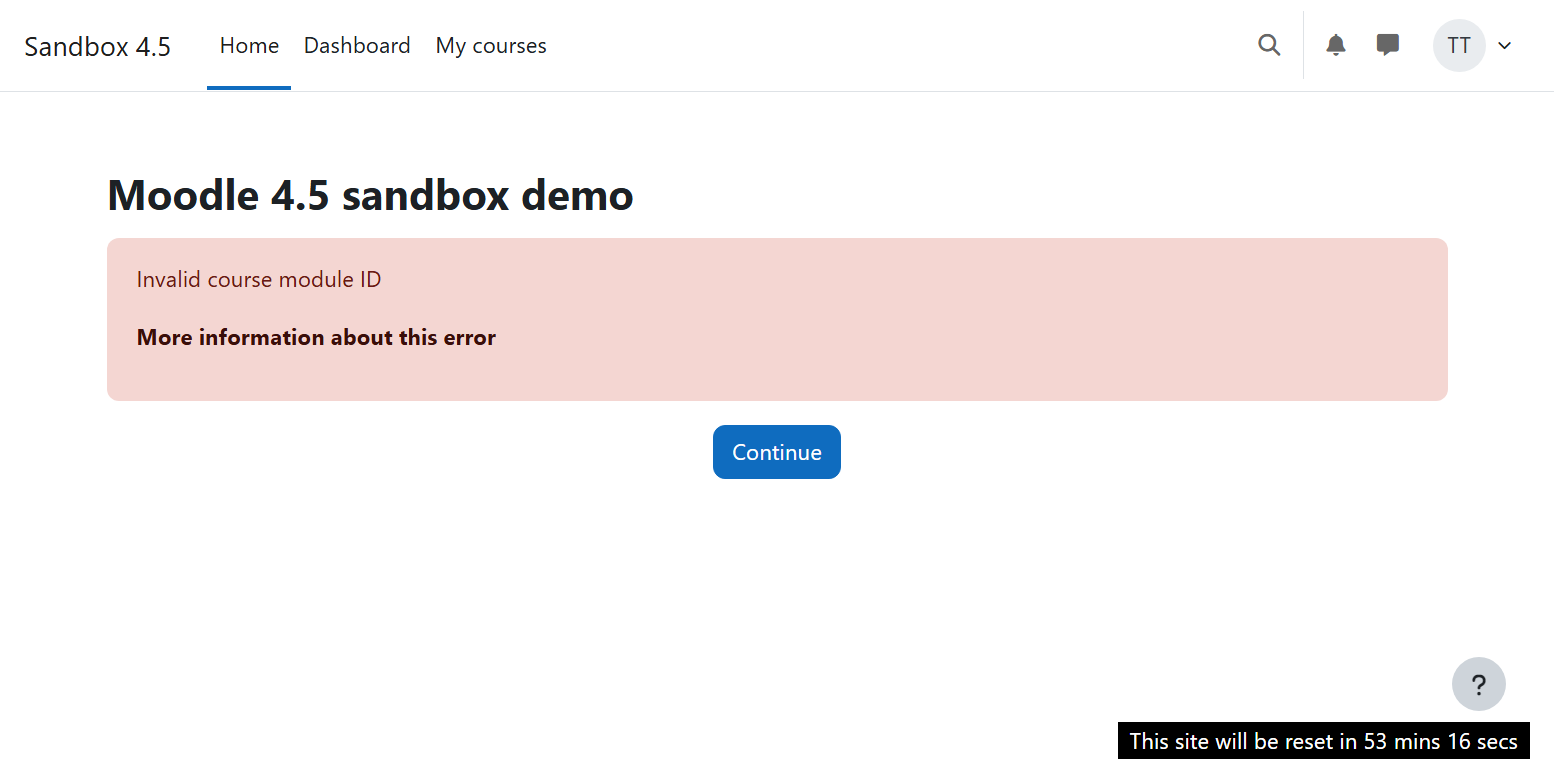 Sandbox 4.5 Home Dashboard My courses TT
Moodle 4.5 sandbox demo
Invalid course module ID
More information about this error
Continue
?
This site will be reset in 53 mins 16 secs